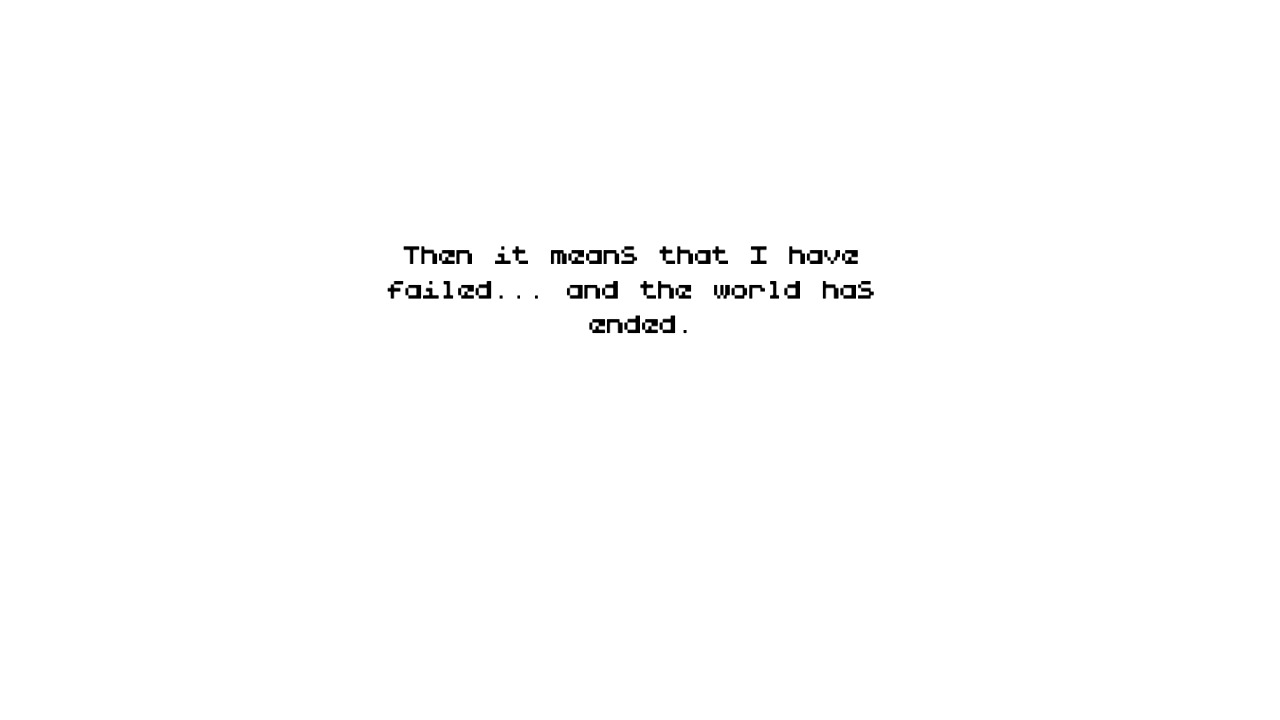 Then it means that I have
failed... and the world has
ended.